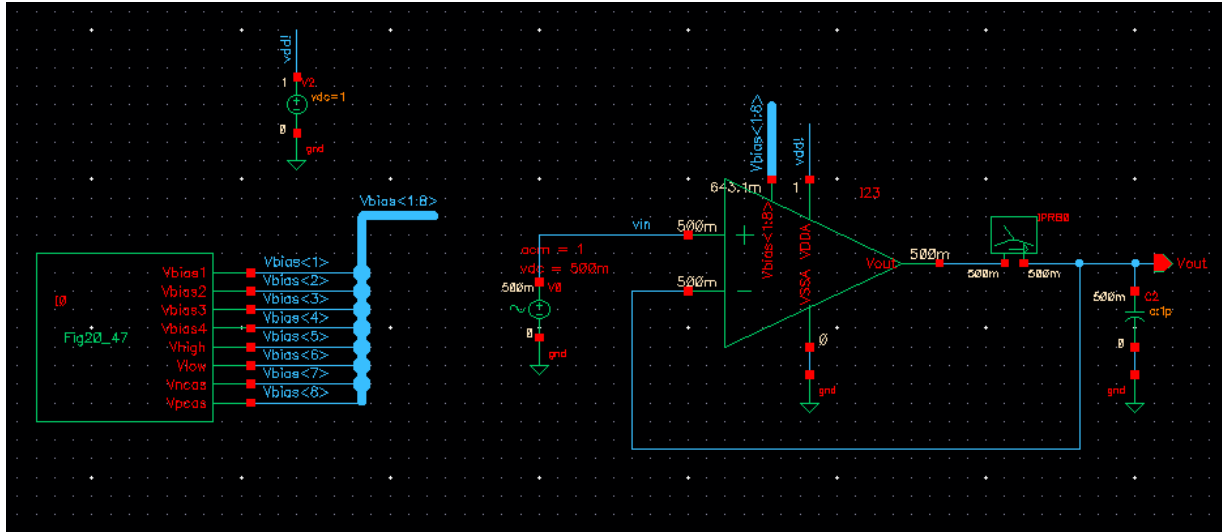 vdd!
1
V2
vdc=1
0
gnd
Vbias<1:8>
Vbias1
Vbias<1>
Vbias2
Vbias<2>
Vbias3
Vbias<3>
Vbias4
Vbias<4>
Vhigh
Vbias<5>
Vlow
Vbias<6>
Vncas
Vbias<7>
Vpcas
Vbias<8>
I0
Fig20_47
vin
acm = .1
vdc = 500m
500m
V0
0
gnd
Vbias<1:8>
vdd!
643.1m
1
I23
500m
+
500m
-
Vbias<1:8>
VDDA
VSSA
Vout
500m
0
gnd
IPRB0
500m
500m
Vout
500m
C2
c:1p
0
gnd